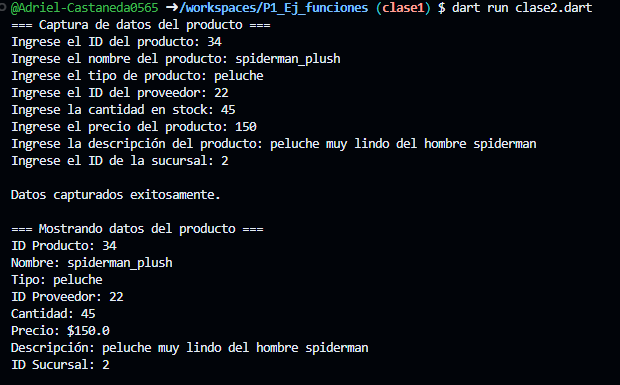 @Adriel-Castaneda0565 ➜/workspaces/P1_Ej_funciones (clase1) $ dart run clase2.dart
=== Captura de datos del producto ===
Ingrese el ID del producto: 34
Ingrese el nombre del producto: spiderman_plush
Ingrese el tipo de producto: peluche
Ingrese el ID del proveedor: 22
Ingrese la cantidad en stock: 45
Ingrese el precio del producto: 150
Ingrese la descripción del producto: peluche muy lindo del hombre spiderman
Ingrese el ID de la sucursal: 2
Datos capturados exitosamente.
=== Mostrando datos del producto ===
ID Producto: 34
Nombre: spiderman_plush
Tipo: peluche
ID Proveedor: 22
Cantidad: 45
Precio: $150.0
Descripción: peluche muy lindo del hombre spiderman
ID Sucursal: 2